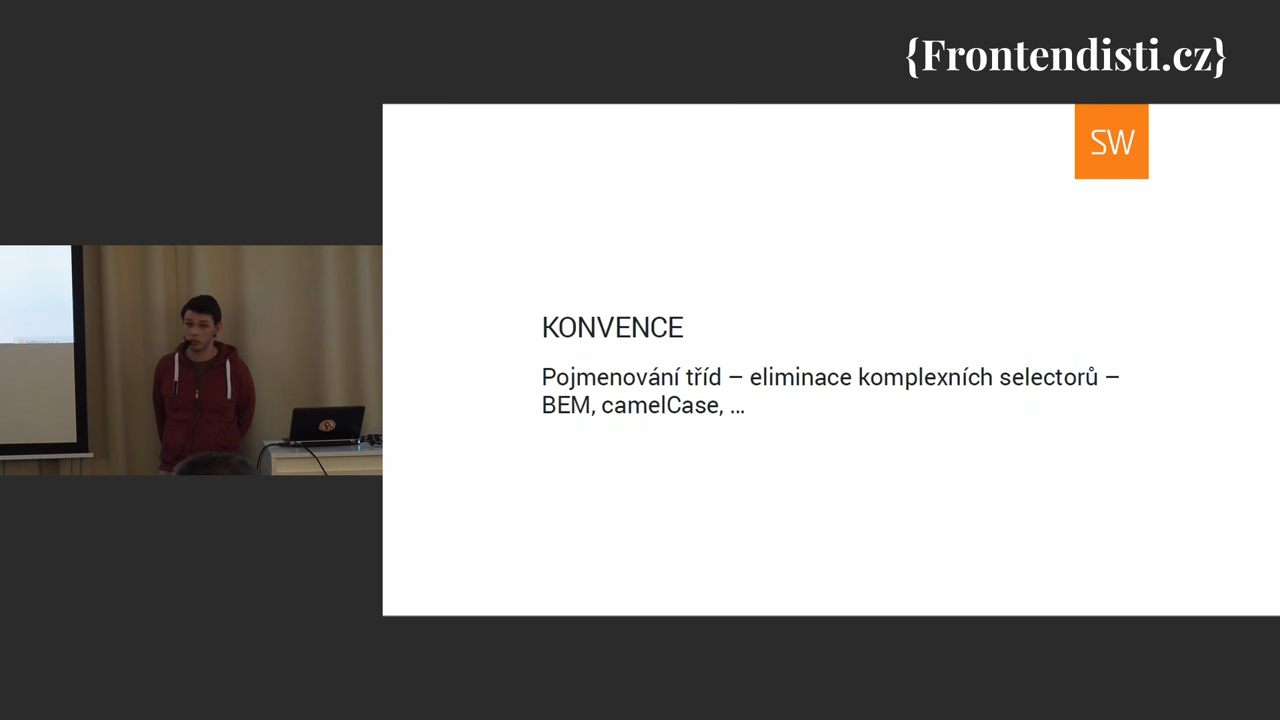 {Frontendisti.cz}
SW
KONVENCE
Pojmenování tříd – eliminace komplexních selectorů –
BEM, camelCase, ...